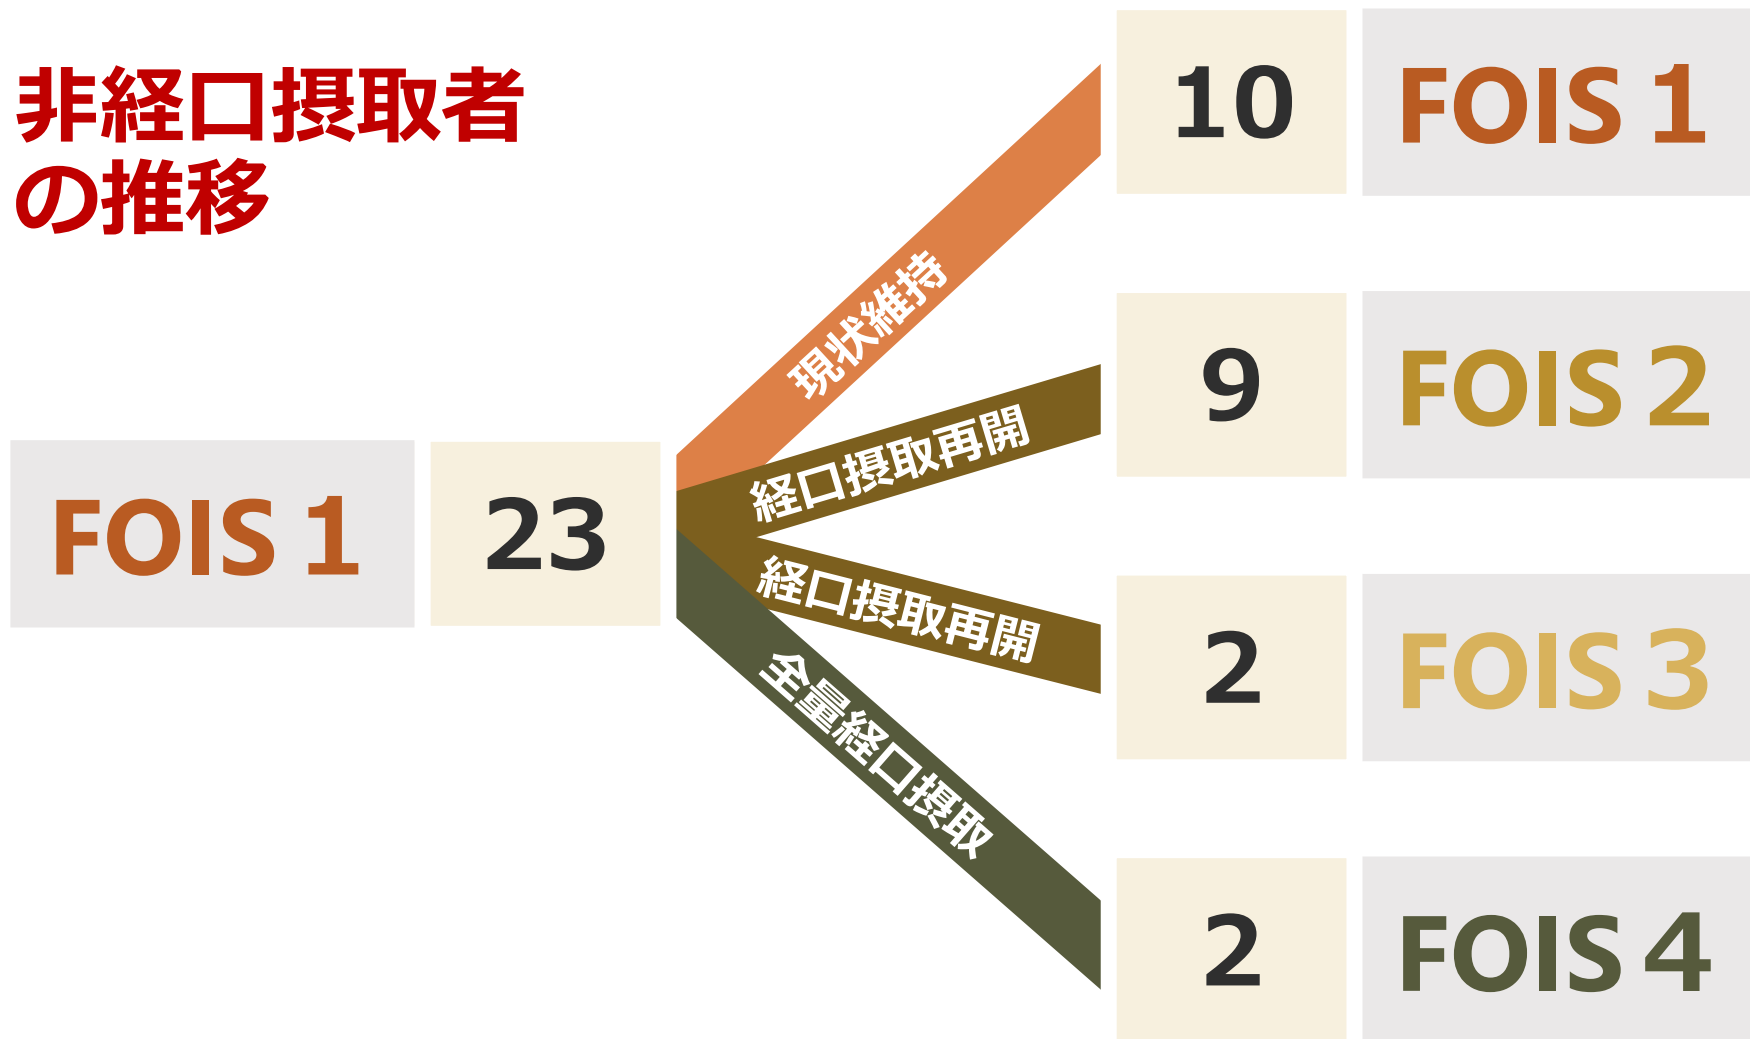 非経口摂取者
の推移
FOIS 1
23
現状維持
10
FOIS 1
経口摂取再開
9
FOIS 2
経口摂取再開
2
FOIS 3
全量経口摂取
2
FOIS 4